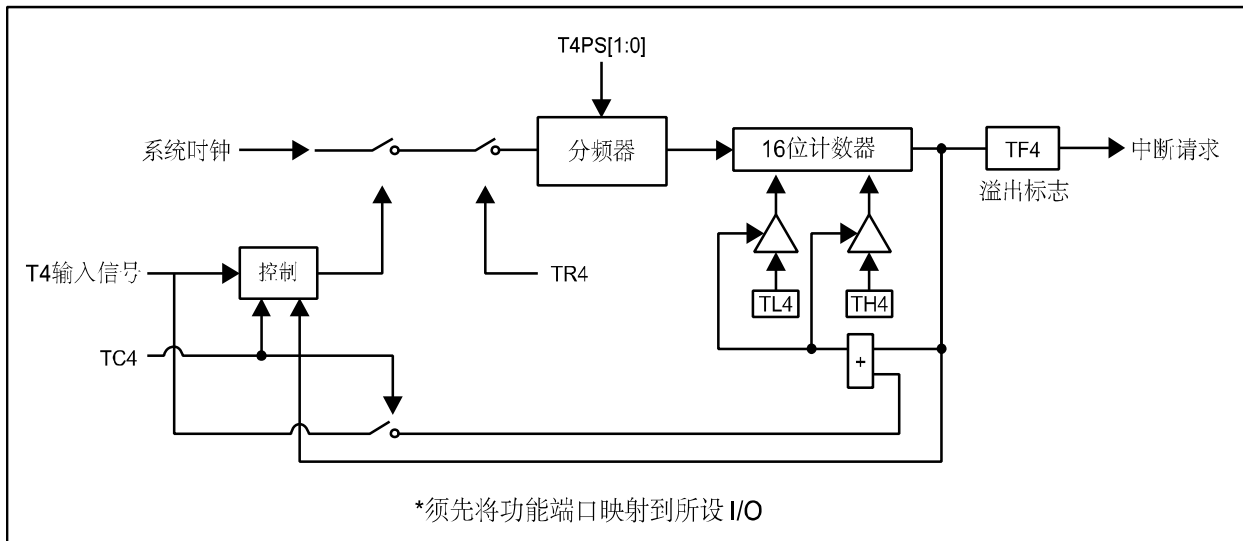 T4PS[1:0]
系统时钟
分频器
16位计数器
TF4
中断请求
溢出标志
T4输入信号
控制
TR4
TL4
TH4
TC4
+
*须先将功能端口映射到所设 I/O